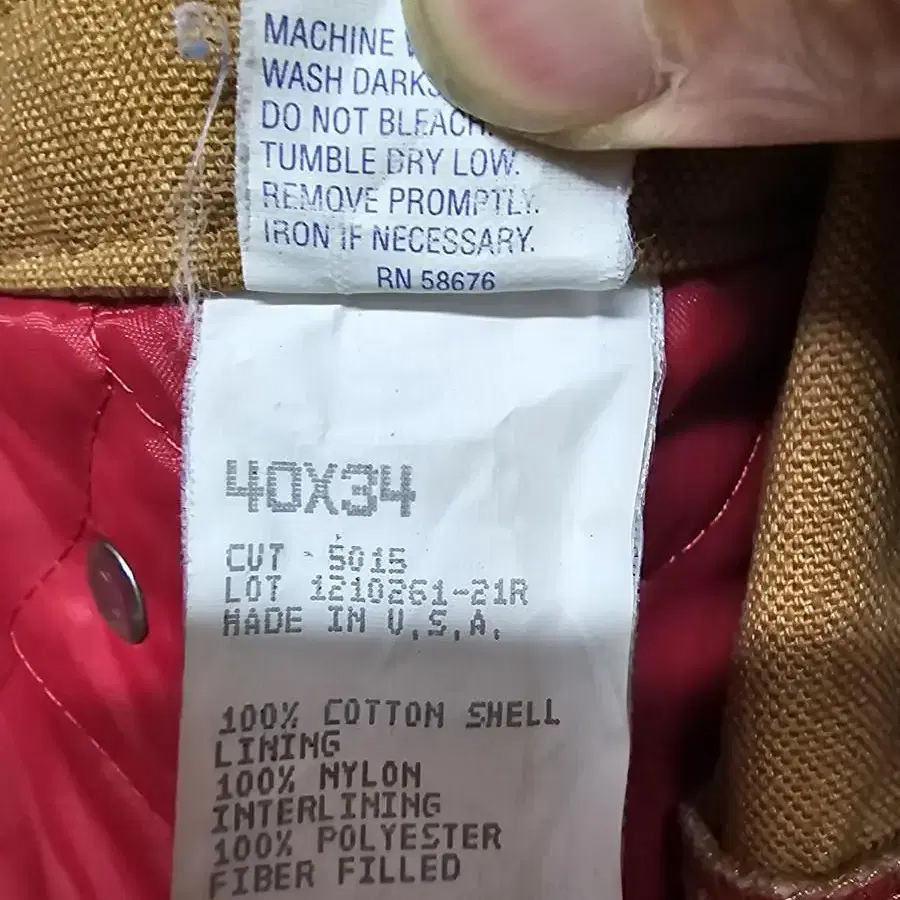 MACHINE
WASH DARKS
DO NOT BLEACH.
TUMBLE DRY LOW.
REMOVE PROMPTLY.
IRON IF NECESSARY.
RN 58676
40X34
CUT 5015
LOT 1210261-21R
MADE IN U.S.A.
100% COTTON SHELL
LINING
100% NYLON
INTERLINING
100% POLYESTER
FIBER FILLED